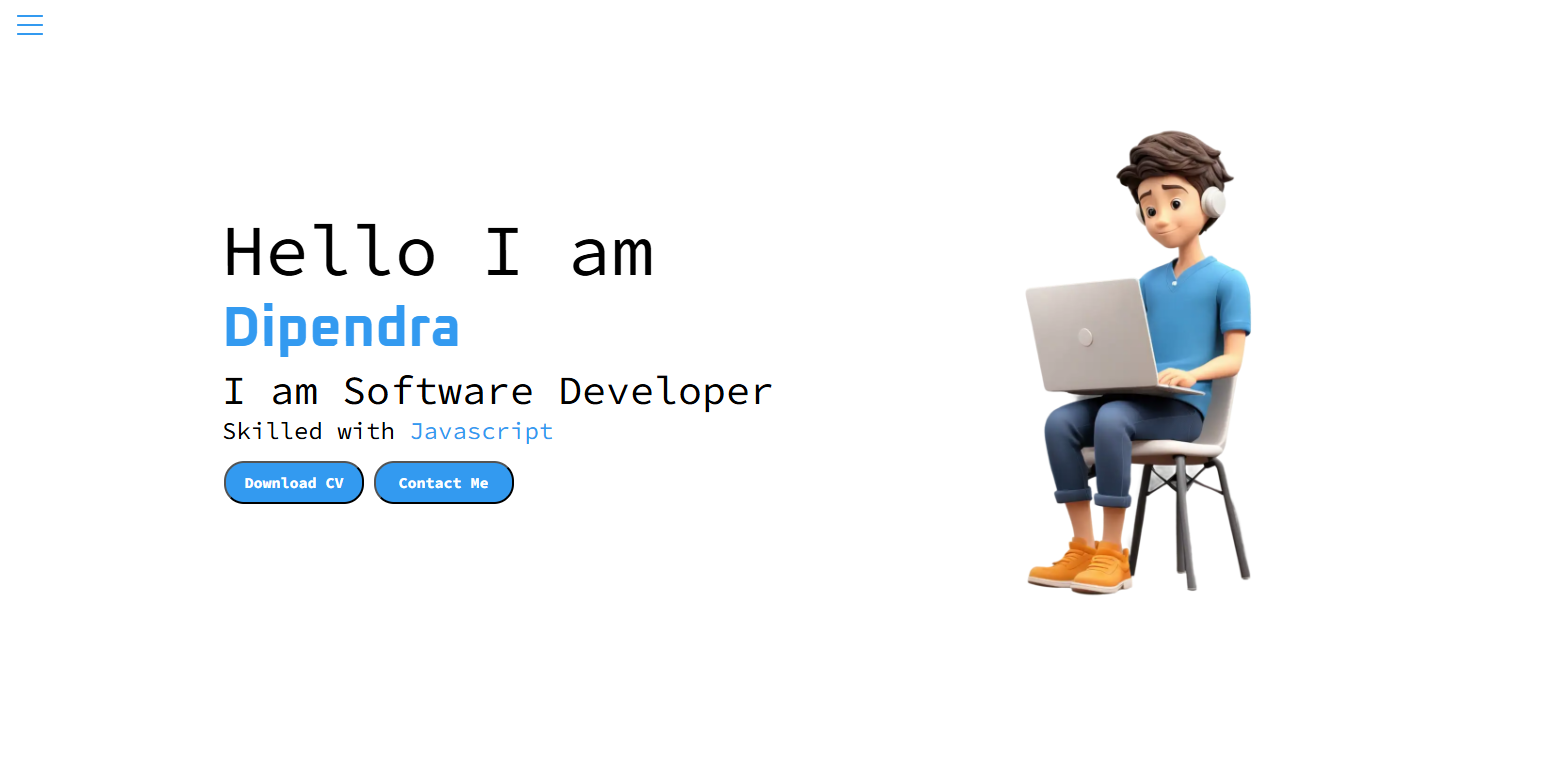 Hello I am
Dipendra
I am Software Developer
Skilled with Javascript
Download CV Contact Me